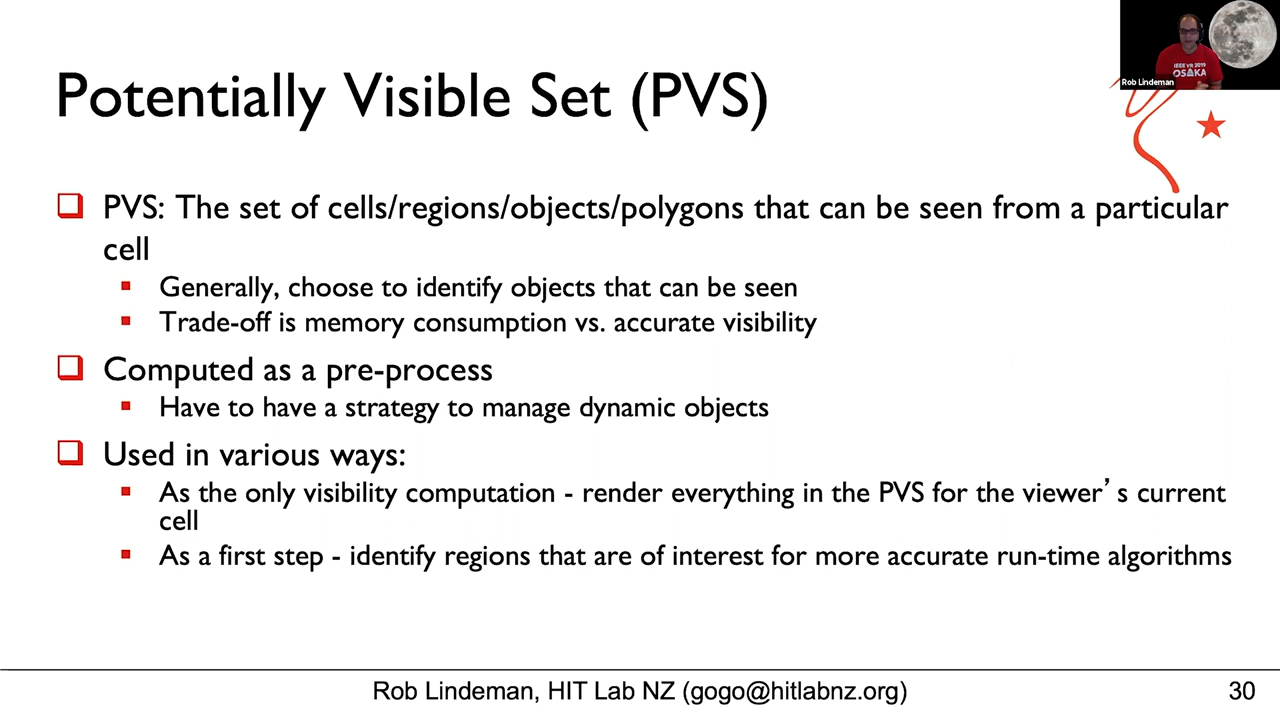 IEEE VR 2019
OSAKA
Rob Lindeman
Potentially Visible Set (PVS)
PVS: The set of cells/regions/objects/polygons that can be seen from a particular
cell
Generally, choose to identify objects that can be seen
Trade-off is memory consumption vs. accurate visibility
Computed as a pre-process
Have to have a strategy to manage dynamic objects
Used in various ways:
As the only visibility computation - render everything in the PVS for the viewer’s current
cell
As a first step - identify regions that are of interest for more accurate run-time algorithms
Rob Lindeman, HIT Lab NZ (gogo@hitlabnz.org)
30